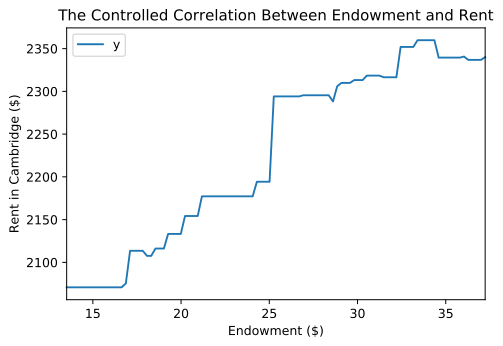 The Controlled Correlation Between Endowment and Rent
y
Rent in Cambridge ($)
2350
2300
2250
2200
2150
2100
15 20 25 30 35
Endowment ($)